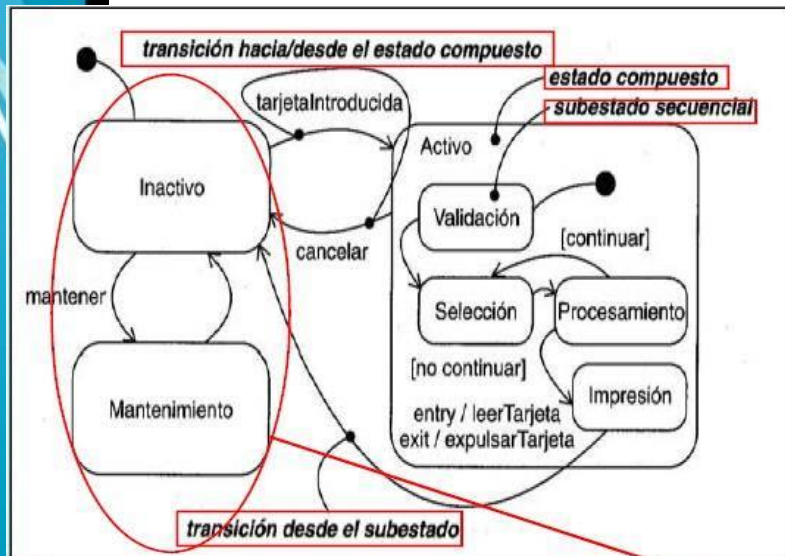 transición hacia/desde el estado compuesto
estado compuesto
subestado secuencial
tarjetaIntroducida
Activo
Inactivo
Validación
cancelar
[continuar]
mantener
Selección
Procesamiento
[no continuar]
Impresión
Mantenimiento
entry / leerTarjeta
exit / expulsarTarjeta
transición desde el subestado